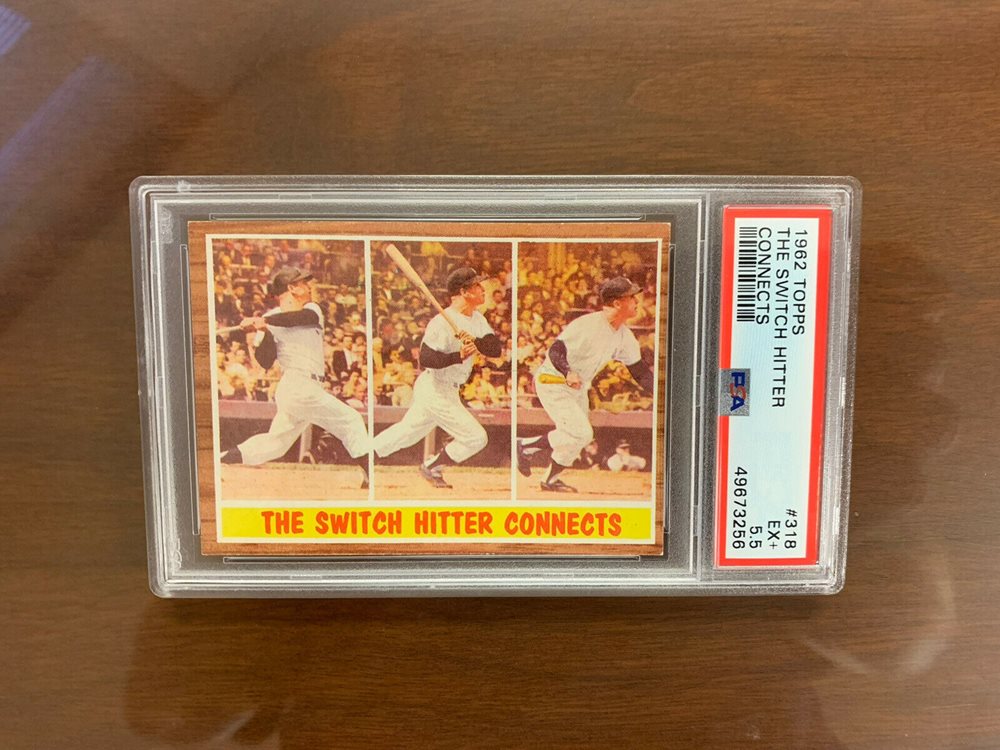 THE SWITCH HITTER CONNECTS
1962 TOPPS
THE SWITCH HITTER
CONNECTS
PSA
#318
EX+
5.5
49673256